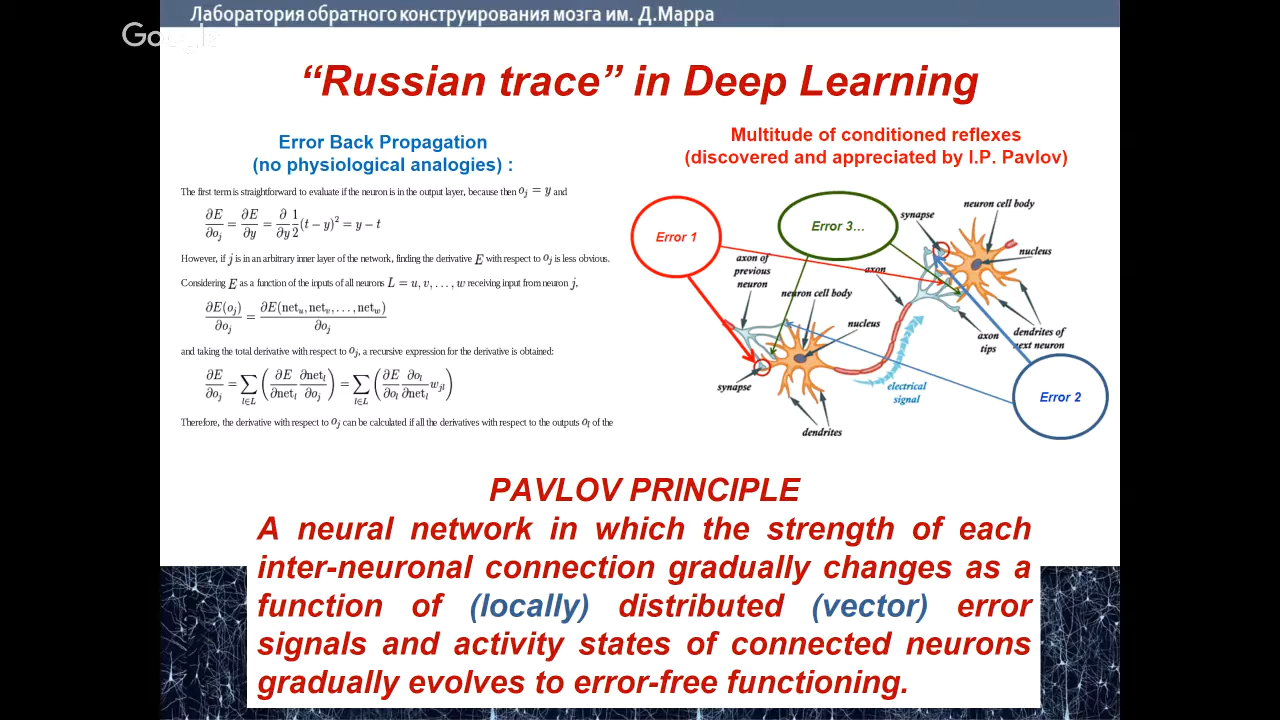 Лаборатория обратного конструирования мозга им. Д.Марра
Google
“Russian trace” in Deep Learning
Error Back Propagation
(no physiological analogies) :
The first term is straightforward to evaluate if the neuron is in the output layer, because then o_j = y and
∂E/∂o_j = ∂E/∂y = ∂/∂y 1/2 (t − y)² = y − t
However, if j is in an arbitrary inner layer of the network, finding the derivative E with respect to o_j is less obvious.
Considering E as a function of the inputs of all neurons L = u, v, . . . , w receiving input from neuron j,
∂E(o_j)/∂o_j = ∂E(net_u, net_v, . . . , net_w)/∂o_j
and taking the total derivative with respect to o_j, a recursive expression for the derivative is obtained:
∂E/∂o_j = ∑_{l∈L} (∂E/∂net_l ∂net_l/∂o_j) = ∑_{l∈L} (∂E/∂o_l ∂o_l/∂net_l w_{jl})
Therefore, the derivative with respect to o_j can be calculated if all the derivatives with respect to the outputs o_l of the
Multitude of conditioned reflexes
(discovered and appreciated by I.P. Pavlov)
Error 1
Error 3...
synapse
neuron cell body
nucleus
axon of
previous
neuron
axon
neuron cell body
nucleus
axon
tips
dendrites of
next neuron
synapse
electrical
signal
dendrites
Error 2
PAVLOV PRINCIPLE
A neural network in which the strength of each
inter-neuronal connection gradually changes as a
function of (locally) distributed (vector) error
signals and activity states of connected neurons
gradually evolves to error-free functioning.